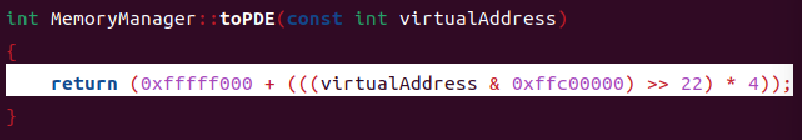 int MemoryManager::toPDE(const int virtualAddress)
{
    return (0xfffff000 + (((virtualAddress & 0xffc00000) >> 22) * 4));
}